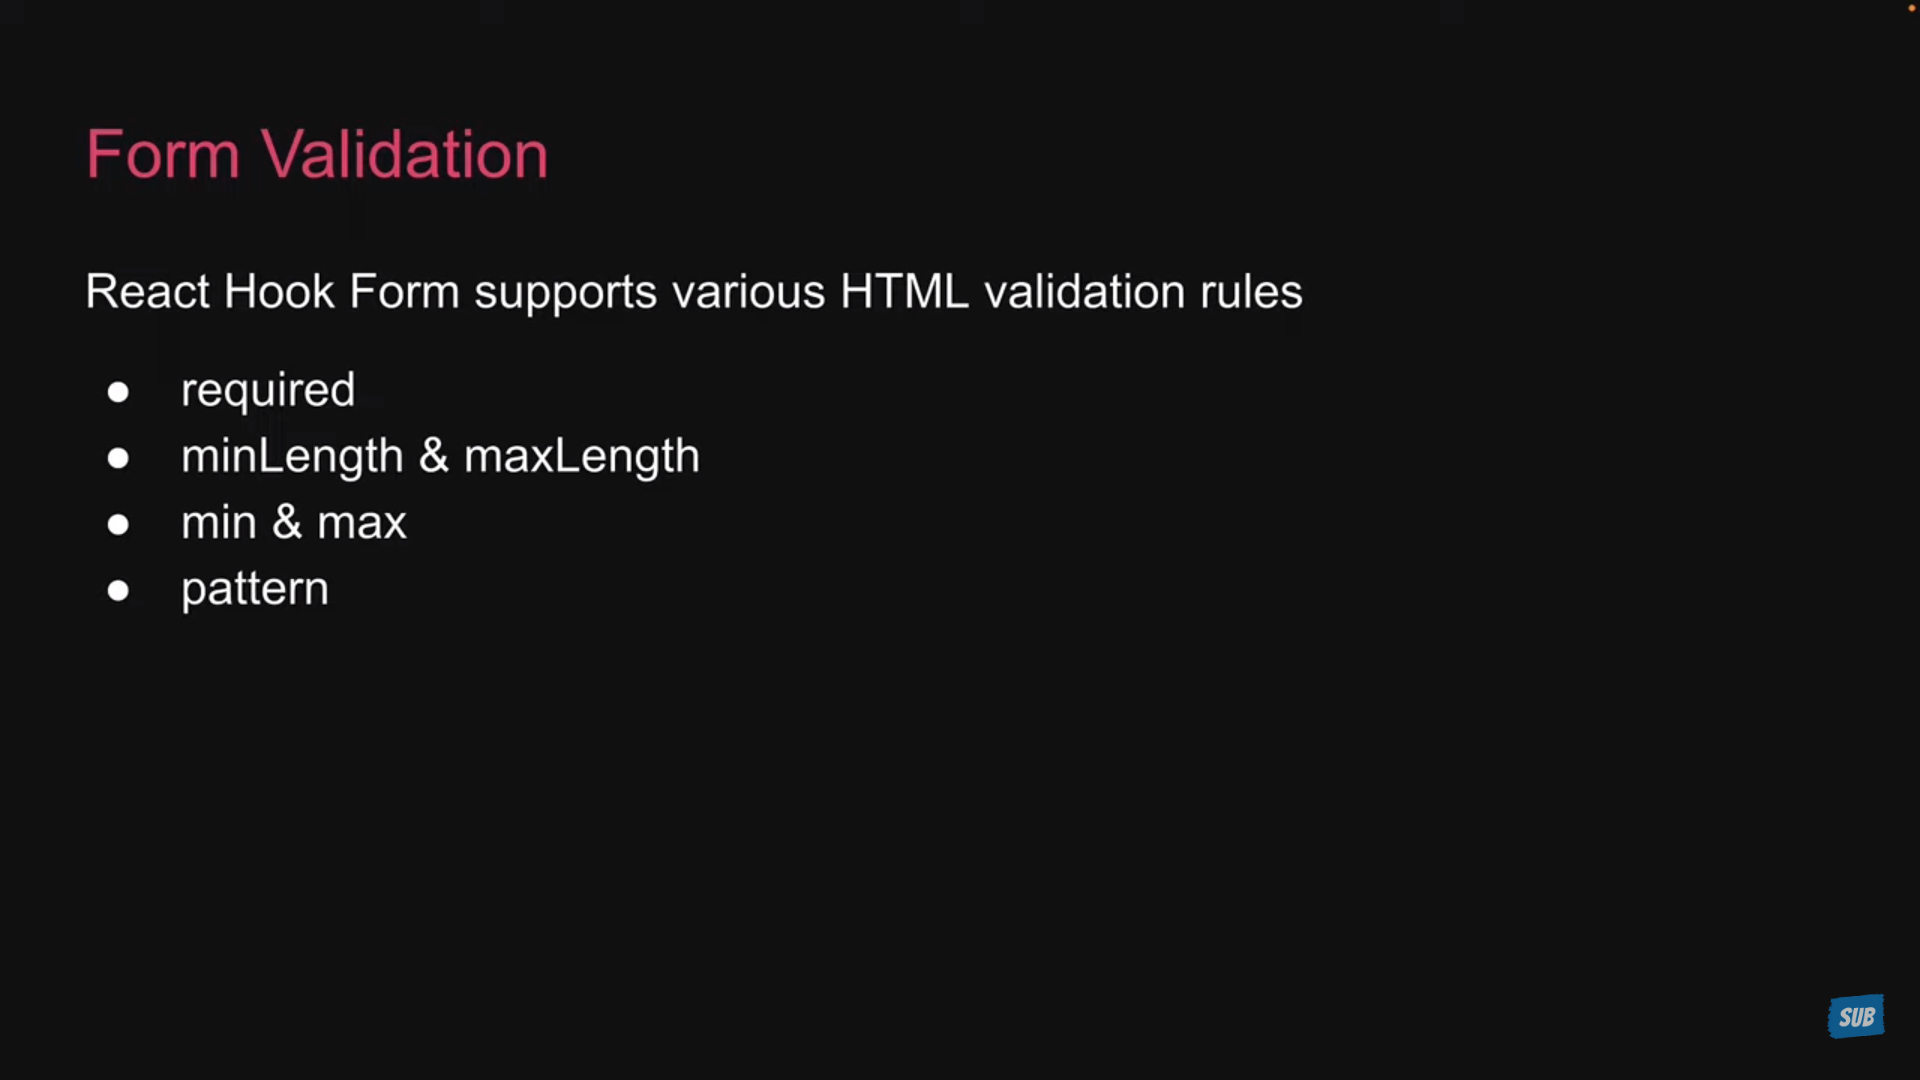 Form Validation
React Hook Form supports various HTML validation rules
● required
● minLength & maxLength
● min & max
● pattern
SUB